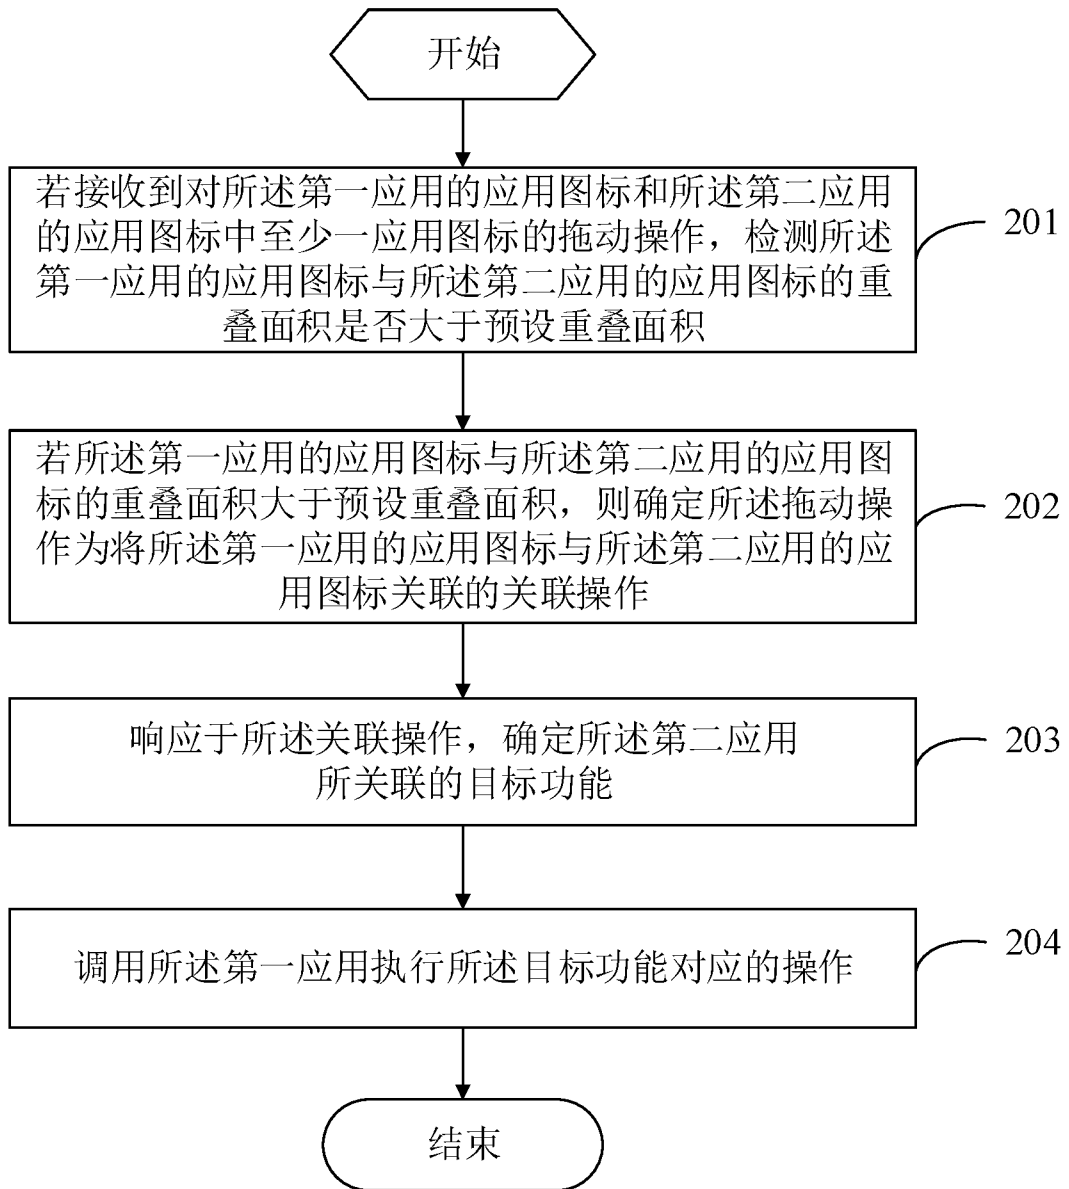 开始
若接收到对所述第一应用的应用图标和所述第二应用
的应用图标中至少一应用图标的拖动操作，检测所述
第一应用的应用图标与所述第二应用的应用图标的重
叠面积是否大于预设重叠面积
201
若所述第一应用的应用图标与所述第二应用的应用图
标的重叠面积大于预设重叠面积，则确定所述拖动操
作为将所述第一应用的应用图标与所述第二应用的应
用图标关联的关联操作
202
响应于所述关联操作，确定所述第二应用
所关联的目标功能
203
调用所述第一应用执行所述目标功能对应的操作
204
结束